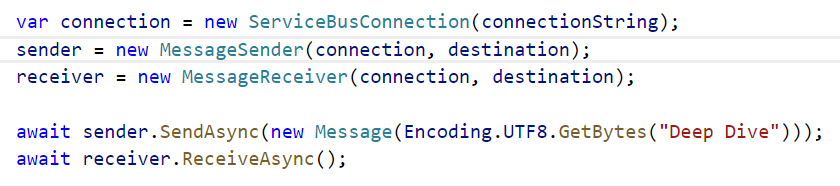 var connection = new ServiceBusConnection(connectionString);
sender = new MessageSender(connection, destination);
receiver = new MessageReceiver(connection, destination);
await sender.SendAsync(new Message(Encoding.UTF8.GetBytes("Deep Dive")));
await receiver.ReceiveAsync();